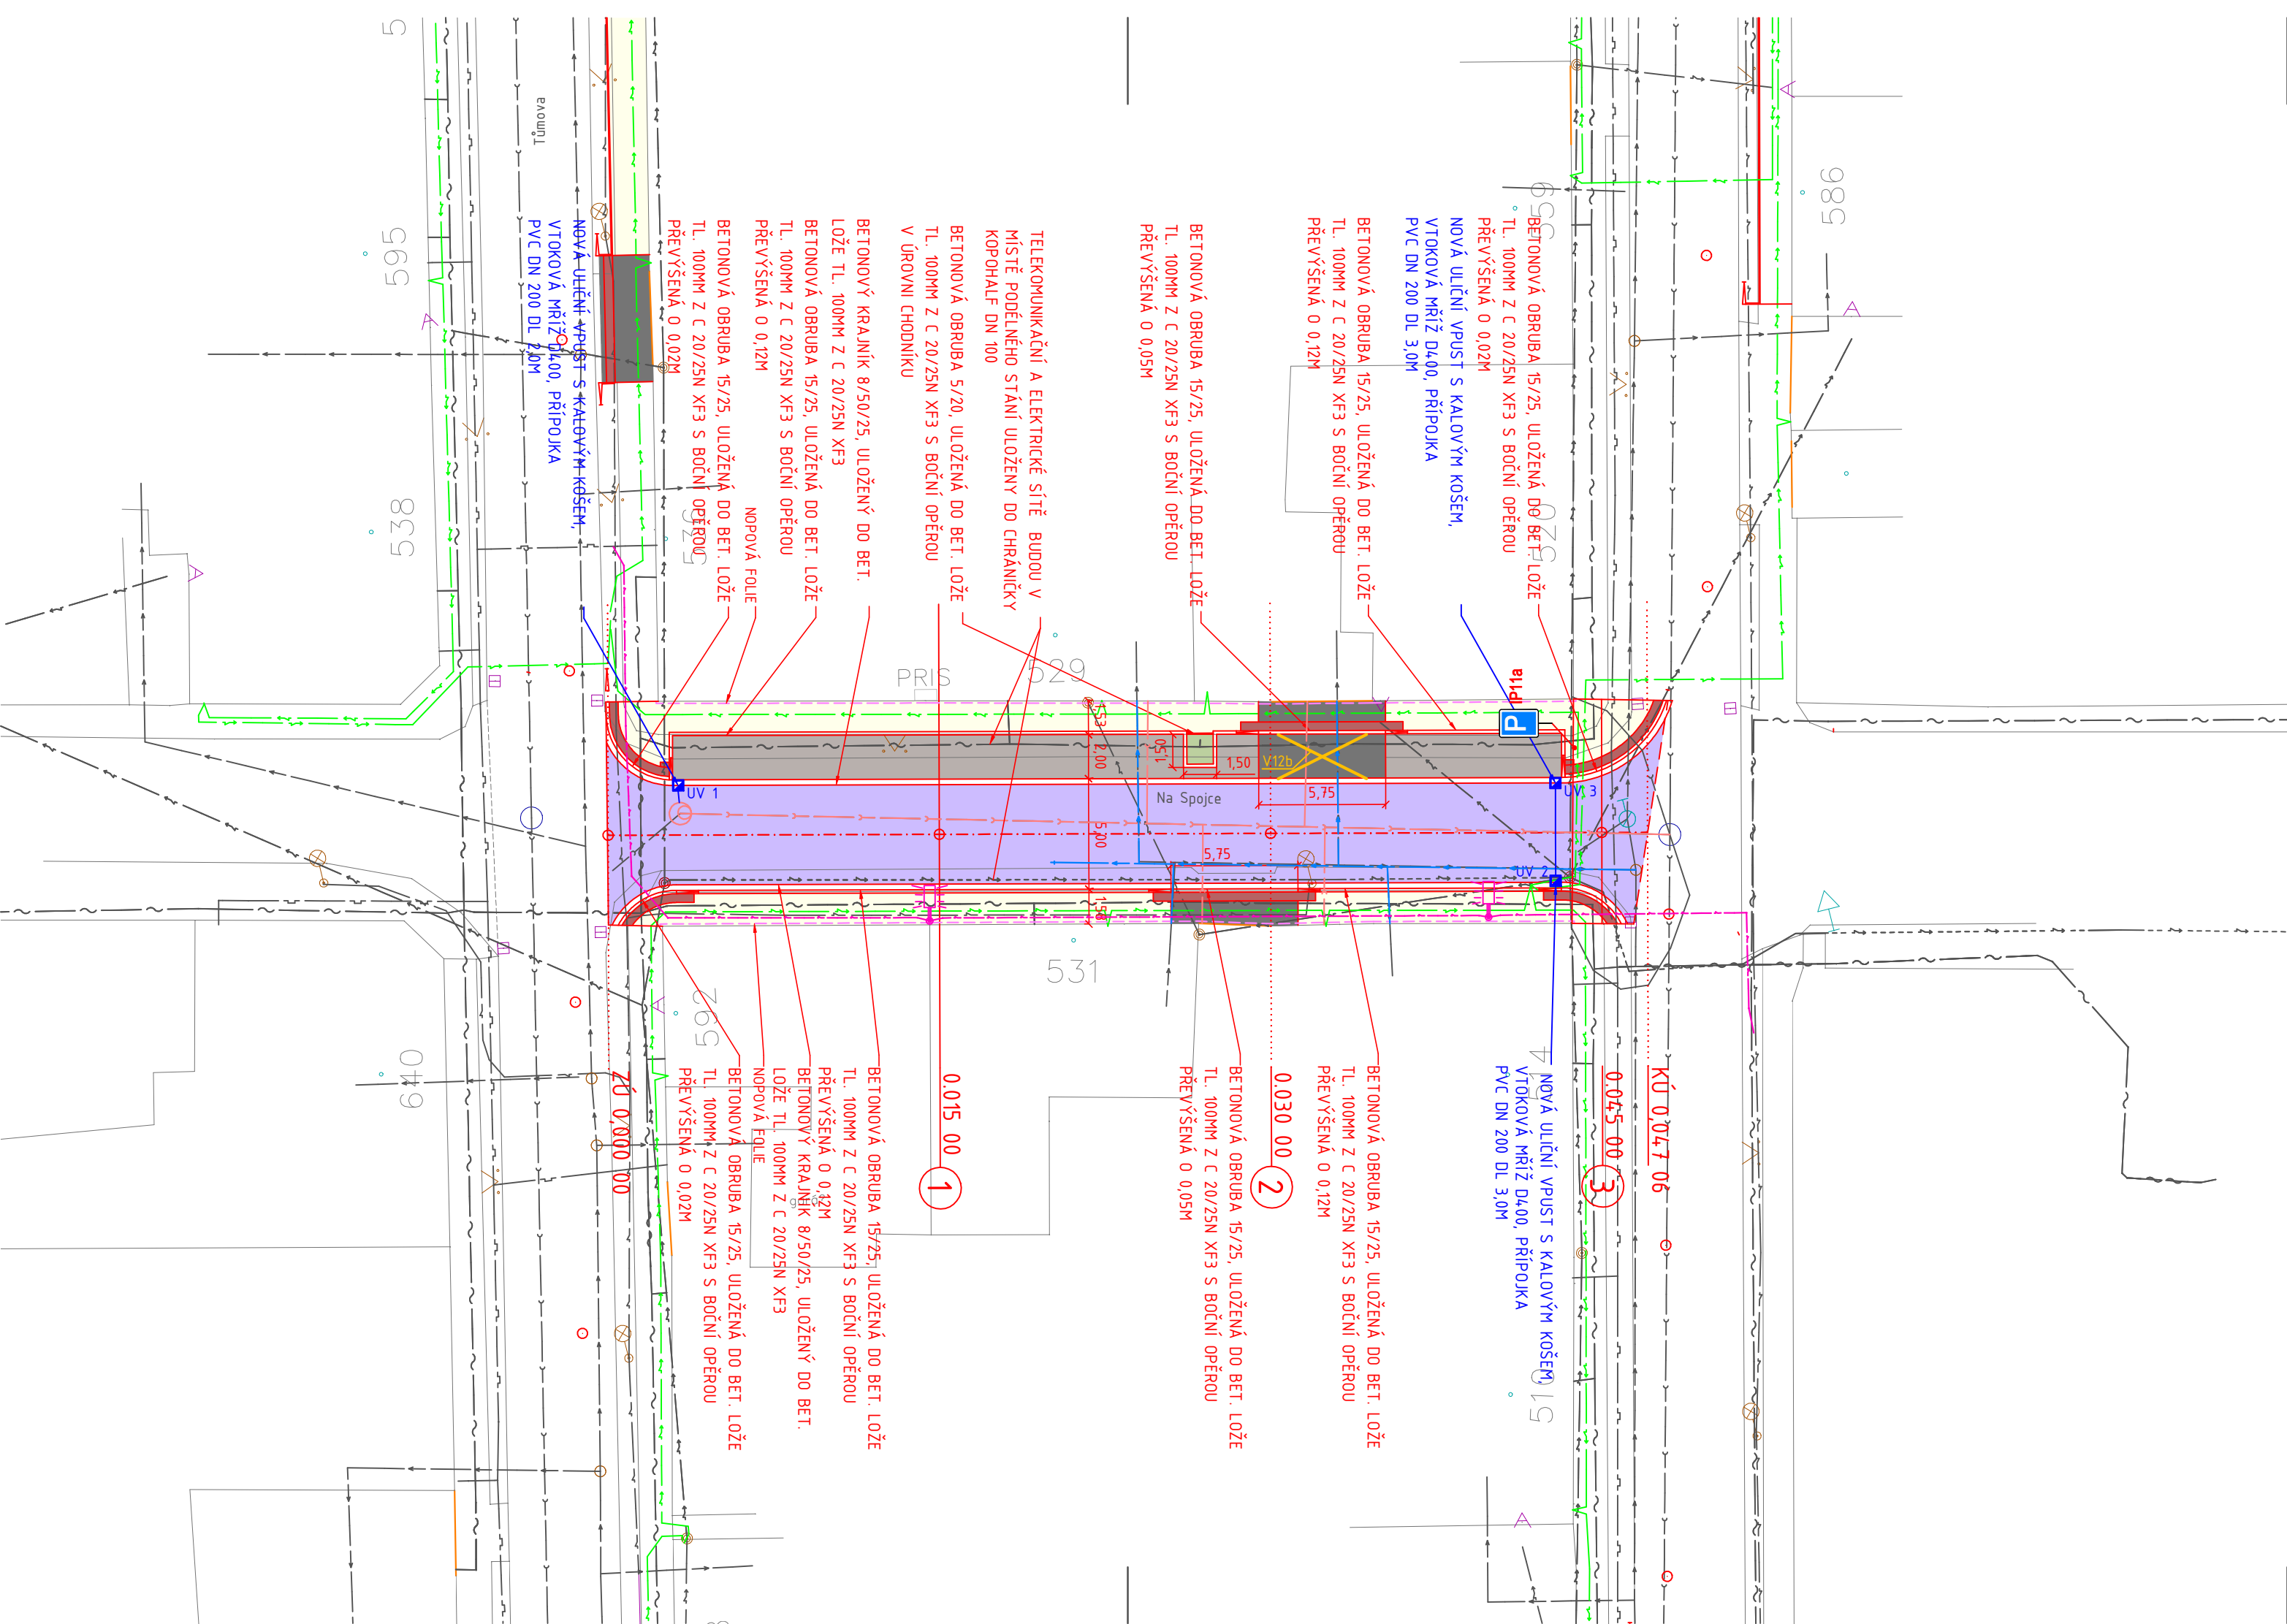 5
595
538
Tůmova
NOVÁ ULIČNÍ VPUST S KALOVÝM KOŠEM,
VTOKOVÁ MŘÍŽ D400, PŘÍPOJKA
PVC DN 200 DL 2,0M
BETONOVÁ OBRUBA 15/25, ULOŽENÁ DO BET. LOŽE
TL. 100MM Z C 20/25N XF3 S BOČNÍ OPĚROU
PŘEVÝŠENÁ O 0,02M
526
NOPOVÁ FOLIE
BETONOVÁ OBRUBA 15/25, ULOŽENÁ DO BET. LOŽE
TL. 100MM Z C 20/25N XF3 S BOČNÍ OPĚROU
PŘEVÝŠENÁ O 0,12M
BETONOVÝ KRAJNÍK 8/50/25, ULOŽENÝ DO BET.
LOŽE TL. 100MM Z C 20/25N XF3
BETONOVÁ OBRUBA 5/20, ULOŽENÁ DO BET. LOŽE
TL. 100MM Z C 20/25N XF3 S BOČNÍ OPĚROU
V ÚROVNI CHODNÍKU
TELEKOMUNIKAČNÍ A ELEKTRICKÉ SÍTĚ BUDOU V
MÍSTĚ PODÉLNÉHO STÁNÍ ULOŽENY DO CHRÁNIČKY
KOPOHALF DN 100
BETONOVÁ OBRUBA 15/25, ULOŽENÁ DO BET. LOŽE
TL. 100MM Z C 20/25N XF3 S BOČNÍ OPĚROU
PŘEVÝŠENÁ O 0,05M
BETONOVÁ OBRUBA 15/25, ULOŽENÁ DO BET. LOŽE
TL. 100MM Z C 20/25N XF3 S BOČNÍ OPĚROU
PŘEVÝŠENÁ O 0,12M
NOVÁ ULIČNÍ VPUST S KALOVÝM KOŠEM,
VTOKOVÁ MŘÍŽ D400, PŘÍPOJKA
PVC DN 200 DL 3,0M
BETONOVÁ OBRUBA 15/25, ULOŽENÁ DO BET. LOŽE
TL. 100MM Z C 20/25N XF3 S BOČNÍ OPĚROU
PŘEVÝŠENÁ O 0,02M
559
520
586
PRIS
529
IP11a
P
1,53
2,00
1,50
1,50
V12b
5,75
UV 1
Na Spojce
UV 3
5,00
5,75
UV 2
1,58
531
592
640
ZÚ 0,000 00
BETONOVÁ OBRUBA 15/25, ULOŽENÁ DO BET. LOŽE
TL. 100MM Z C 20/25N XF3 S BOČNÍ OPĚROU
PŘEVÝŠENÁ O 0,02M
NOPOVÁ FOLIE
BETONOVÝ KRAJNÍK 8/50/25, ULOŽENÝ DO BET.
LOŽE TL. 100MM Z C 20/25N XF3
BETONOVÁ OBRUBA 15/25, ULOŽENÁ DO BET. LOŽE
TL. 100MM Z C 20/25N XF3 S BOČNÍ OPĚROU
PŘEVÝŠENÁ O 0,12M
0.015 00
1
BETONOVÁ OBRUBA 15/25, ULOŽENÁ DO BET. LOŽE
TL. 100MM Z C 20/25N XF3 S BOČNÍ OPĚROU
PŘEVÝŠENÁ O 0,05M
0.030 00
2
BETONOVÁ OBRUBA 15/25, ULOŽENÁ DO BET. LOŽE
TL. 100MM Z C 20/25N XF3 S BOČNÍ OPĚROU
PŘEVÝŠENÁ O 0,12M
NOVÁ ULIČNÍ VPUST S KALOVÝM KOŠEM,
VTOKOVÁ MŘÍŽ D400, PŘÍPOJKA
PVC DN 200 DL 3,0M
514
510
0.045 00
3
KÚ 0,047 06